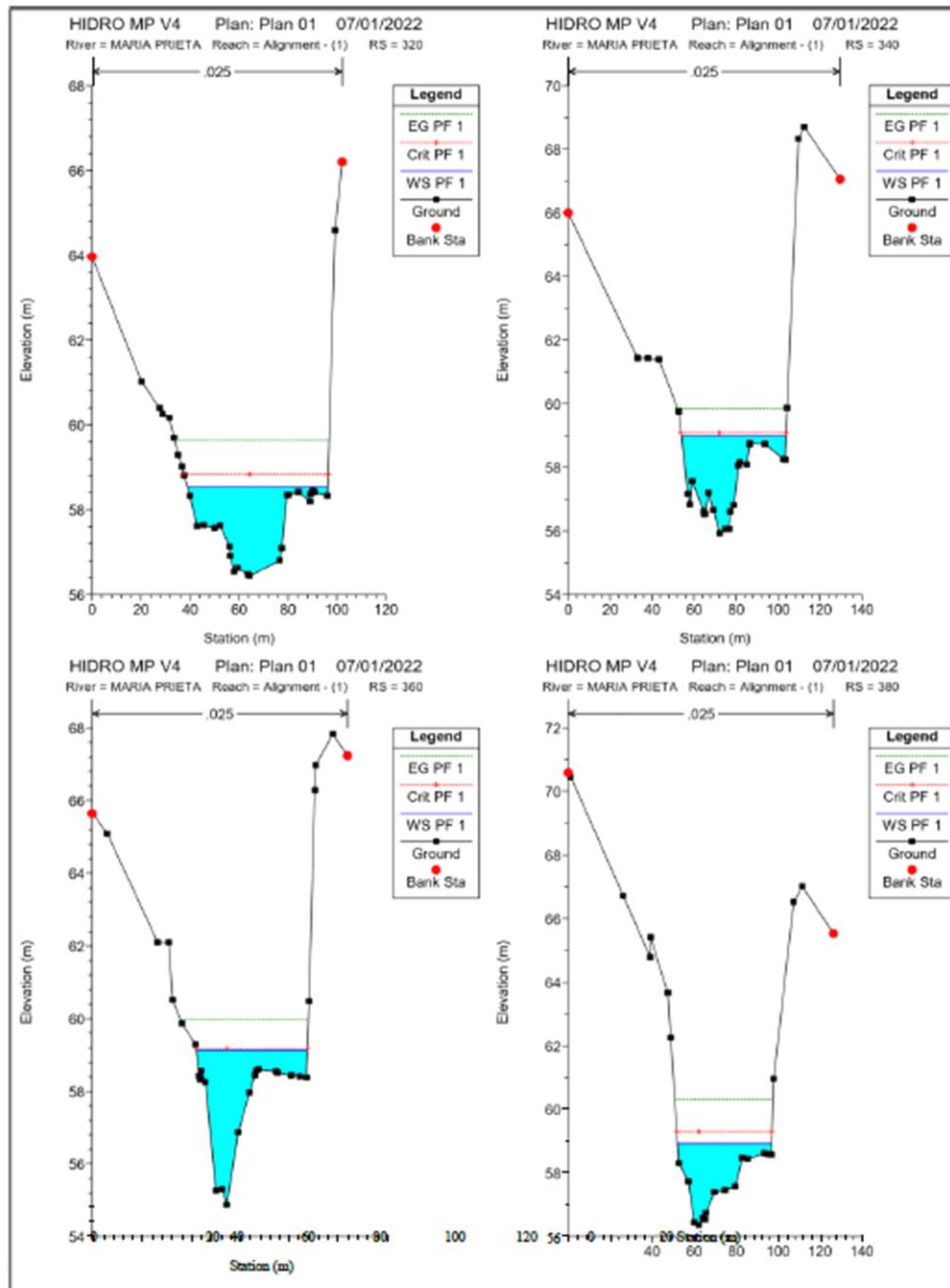 HIDRO MP V4 Plan: Plan 01 07/01/2022
River = MARIA PRIETA Reach = Alignment - (1) RS = 320
.025
Legend
EG PF 1
Crit PF 1
WS PF 1
Ground
Bank Sta
Elevation (m)
68
66
64
62
60
58
56
0 20 40 60 80 100 120
Station (m)
HIDRO MP V4 Plan: Plan 01 07/01/2022
River = MARIA PRIETA Reach = Alignment - (1) RS = 340
.025
Legend
EG PF 1
Crit PF 1
WS PF 1
Ground
Bank Sta
Elevation (m)
70
68
66
64
62
60
58
56
54
0 20 40 60 80 100 120 140
Station (m)
HIDRO MP V4 Plan: Plan 01 07/01/2022
River = MARIA PRIETA Reach = Alignment - (1) RS = 360
.025
Legend
EG PF 1
Crit PF 1
WS PF 1
Ground
Bank Sta
Elevation (m)
68
66
64
62
60
58
56
54
0 20 40 60 80 100 120
Station (m)
HIDRO MP V4 Plan: Plan 01 07/01/2022
River = MARIA PRIETA Reach = Alignment - (1) RS = 380
.025
Legend
EG PF 1
Crit PF 1
WS PF 1
Ground
Bank Sta
Elevation (m)
72
70
68
66
64
62
60
58
56
0 20 40 60 80 100 120 140
Station (m)